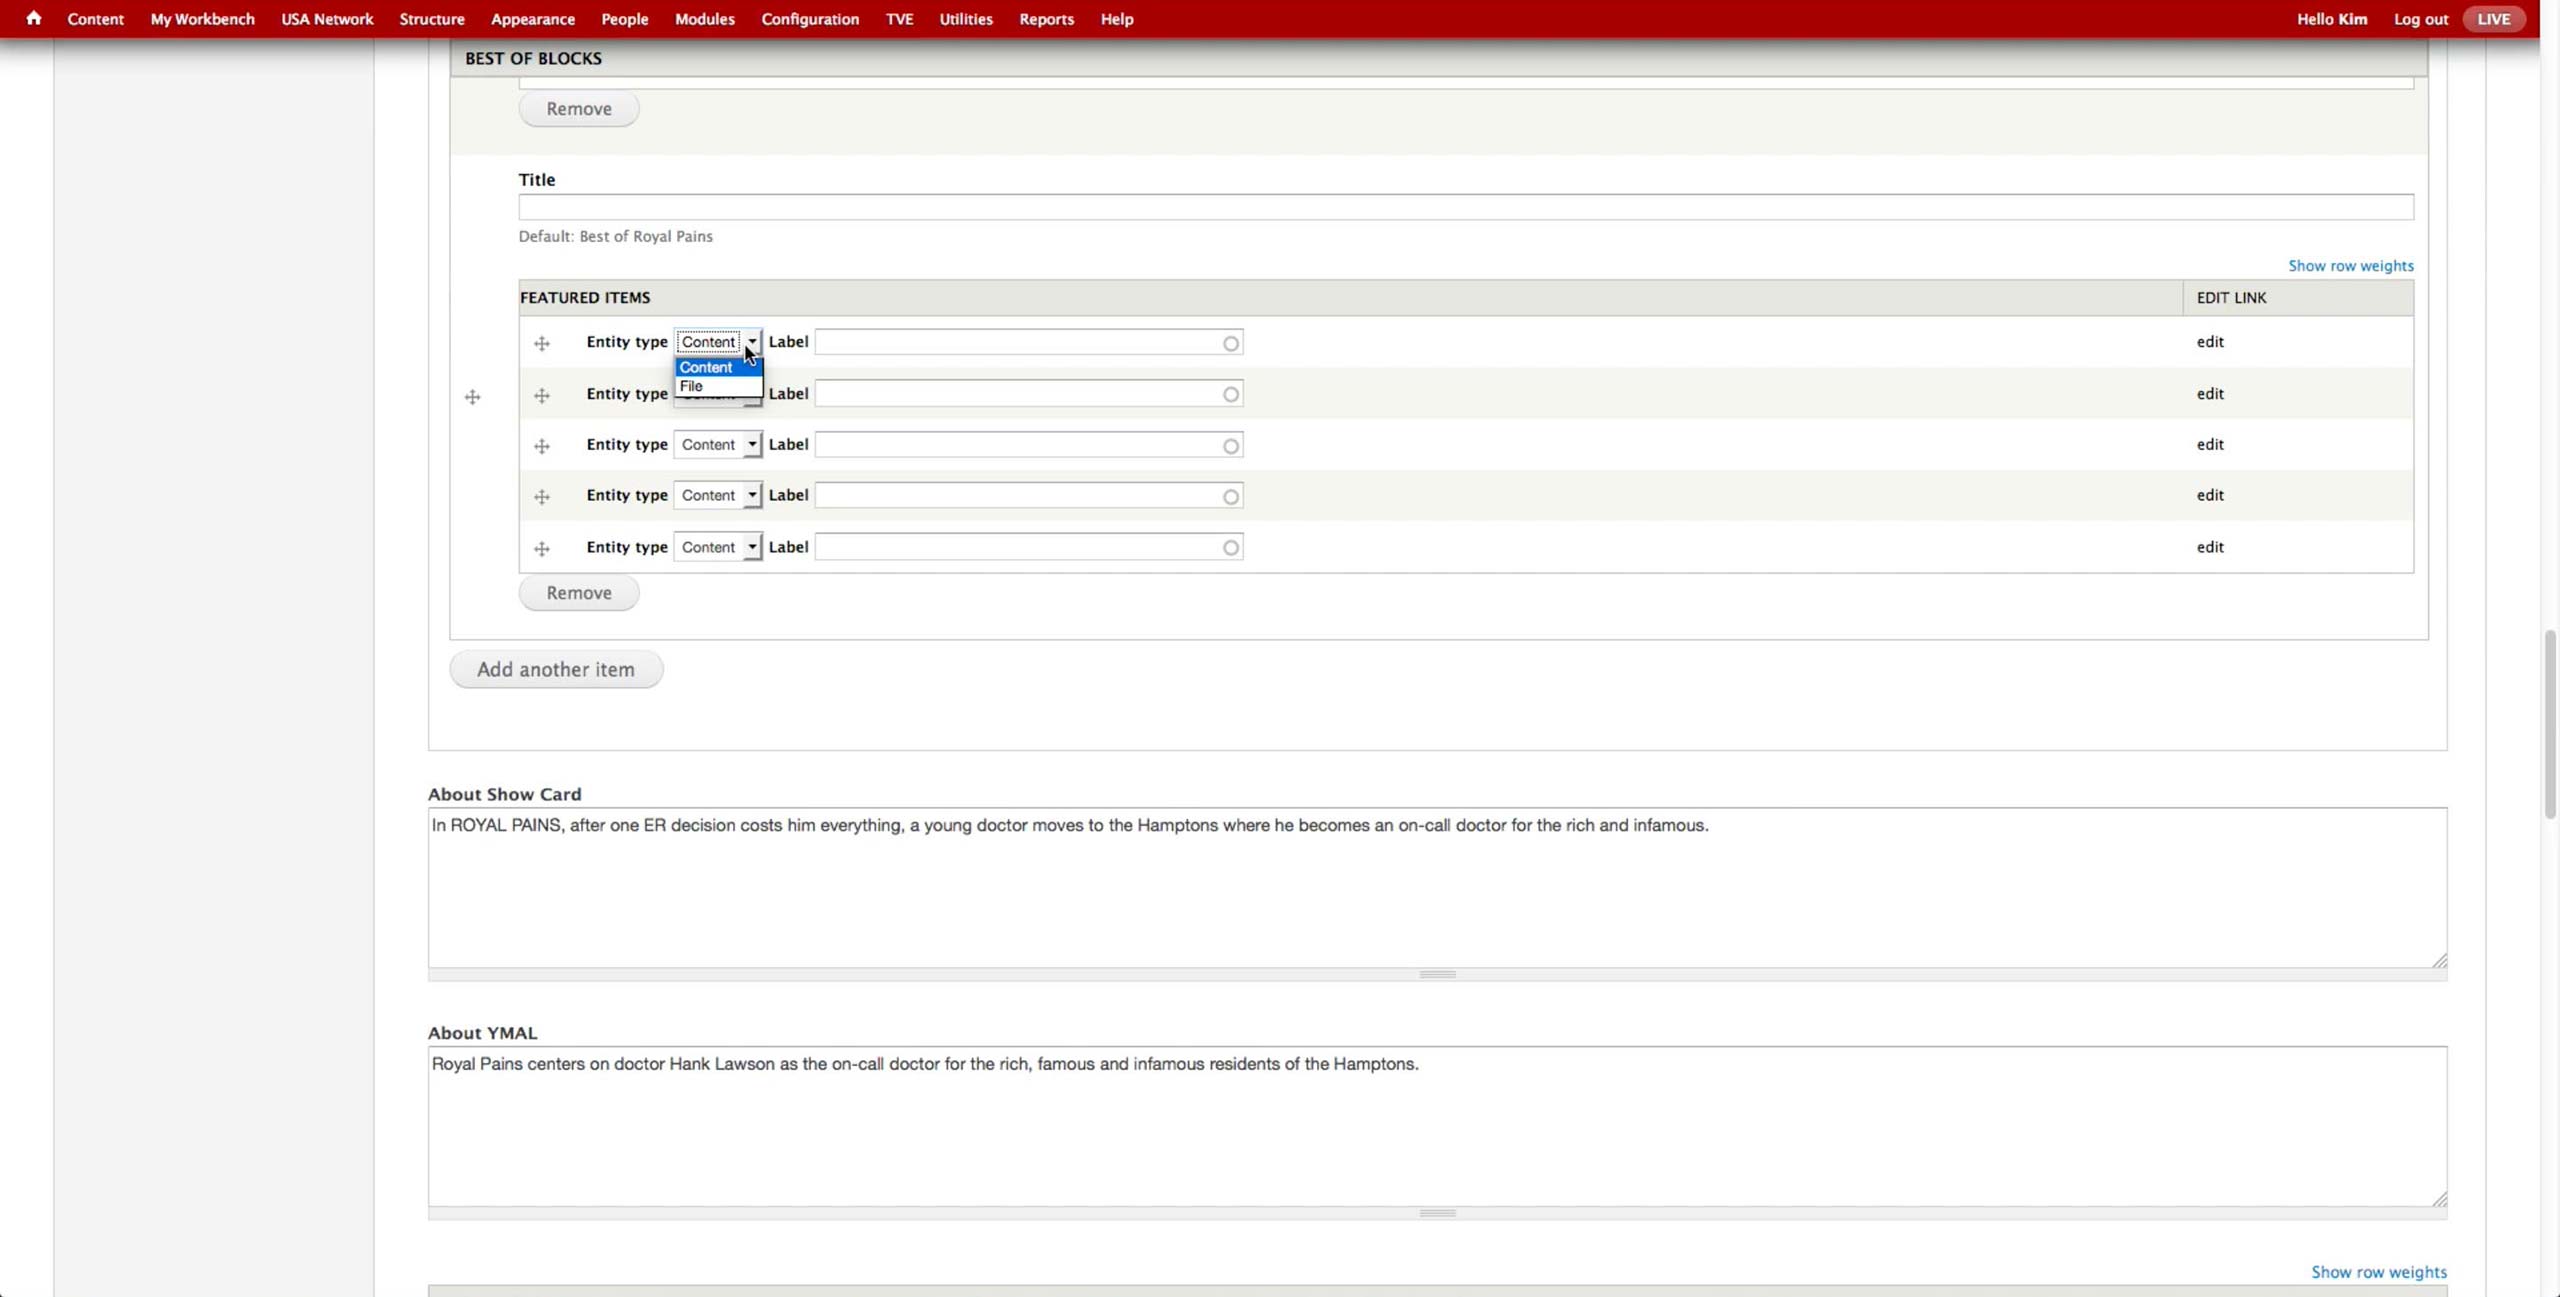 Content My Workbench USA Network Structure Appearance People Modules Configuration TVE Utilities Reports Help Hello Kim Log out LIVE
BEST OF BLOCKS
Remove
Title
Default: Best of Royal Pains
Show row weights
FEATURED ITEMS EDIT LINK
Entity type Content Label edit
Content
File
Entity type Label edit
Entity type Content Label edit
Entity type Content Label edit
Entity type Content Label edit
Remove
Add another item
About Show Card
In ROYAL PAINS, after one ER decision costs him everything, a young doctor moves to the Hamptons where he becomes an on-call doctor for the rich and infamous.
About YMAL
Royal Pains centers on doctor Hank Lawson as the on-call doctor for the rich, famous and infamous residents of the Hamptons.
Show row weights